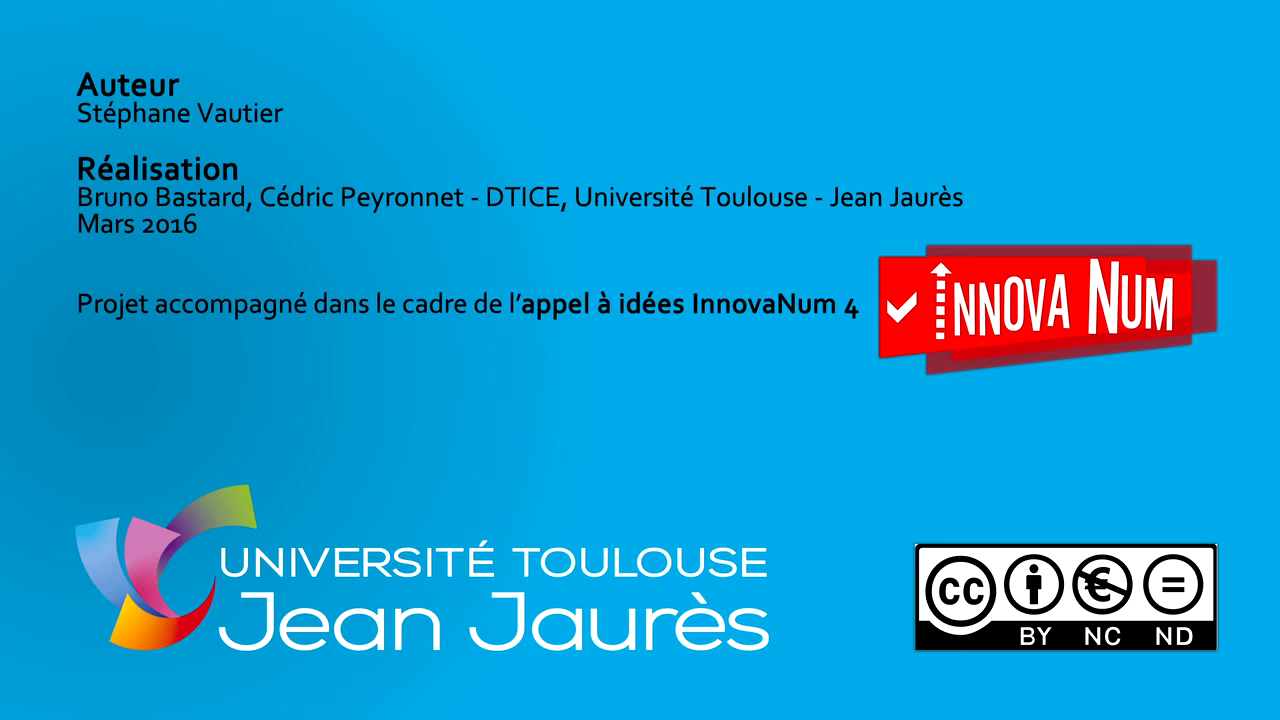 Auteur
Stéphane Vautier
Réalisation
Bruno Bastard, Cédric Peyronnet - DTICE, Université Toulouse - Jean Jaurès
Mars 2016
Projet accompagné dans le cadre de l’appel à idées InnovaNum 4
INNOVA NUM
UNIVERSITÉ TOULOUSE
Jean Jaurès
cc
BY NC ND